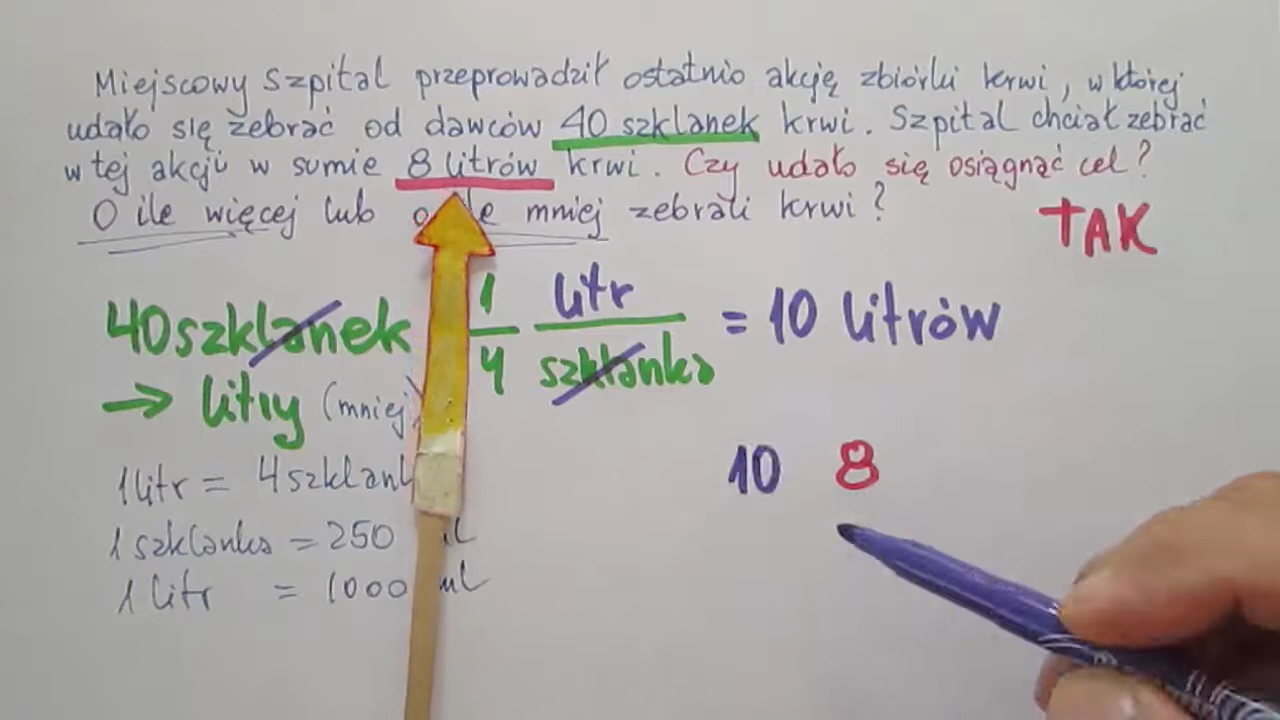 Miejscowy szpital przeprowadził ostatnio akcję zbiórki krwi, w której
udało się zebrać od dawców 40 szklanek krwi. Szpital chciał zebrać
w tej akcji w sumie 8 litrów krwi. Czy udało się osiągnąć cel?
O ile więcej lub o ile mniej zebrali krwi?
TAK
40 szklanek 1/4 litr/szklanka = 10 litrów
→ litry (mniej)
1 litr = 4 szklank
1 szklanka = 250 ml
1 litr = 1000 ml
10 8